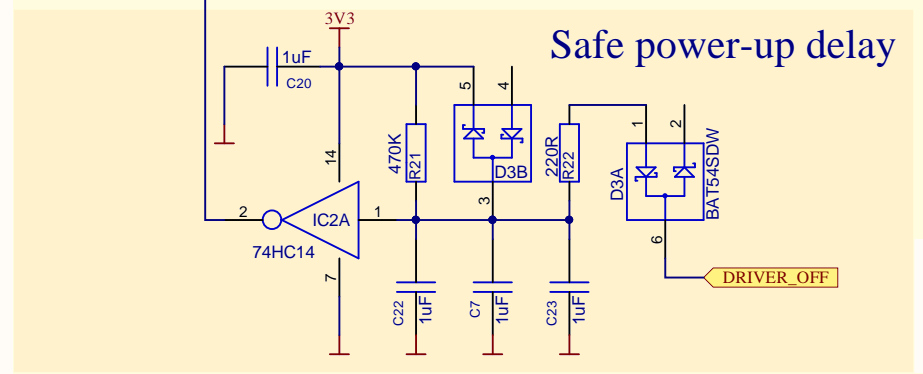 3V3
Safe power-up delay
1uF
C20
5
4
1
2
14
470K
R21
D3B
220R
R22
D3A
BAT54SDW
3
2
IC2A
1
74HC14
7
6
DRIVER_OFF
C22
1uF
C7
1uF
C23
1uF